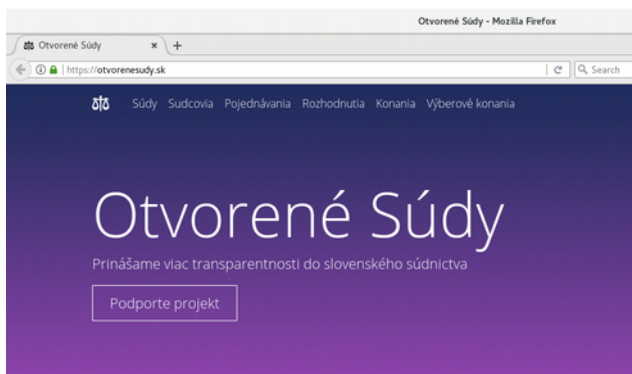 Otvorené Súdy - Mozilla Firefox
Otvorené Súdy × +
https://otvorenesudy.sk Search
Súdy Sudcovia Pojednávania Rozhodnutia Konania Výberové konania
Otvorené Súdy
Prinášame viac transparentnosti do slovenského súdnictva
Podporte projekt